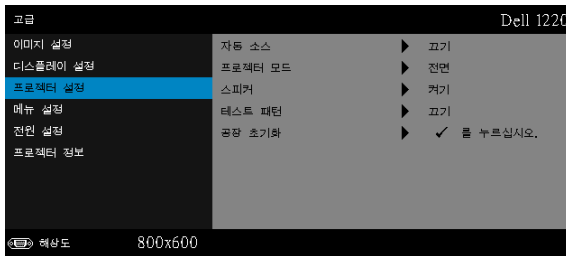 고급 Dell 1220
이미지 설정
디스플레이 설정
프로젝터 설정
메뉴 설정
전원 설정
프로젝터 정보
자동 소스 끄기
프로젝터 모드 전면
스피커 켜기
테스트 패턴 끄기
공장 초기화 ✓ 를 누르십시오.
해상도 800x600